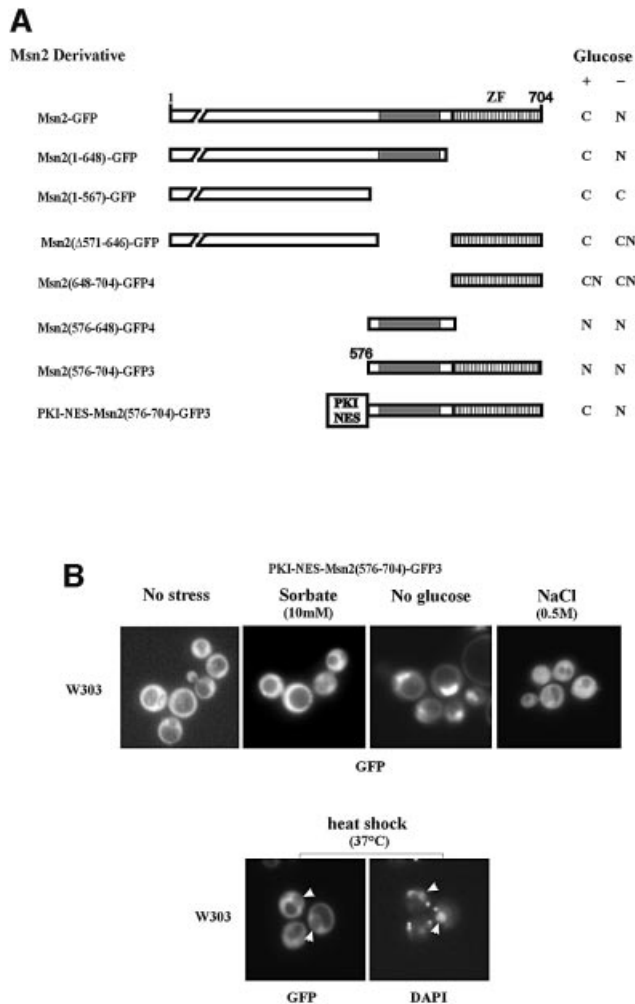 A
Msn2 Derivative
Glucose
+ −
1 ZF 704
Msn2-GFP C N
Msn2(1-648)-GFP C N
Msn2(1-567)-GFP C C
Msn2(Δ571-646)-GFP C CN
Msn2(648-704)-GFP4 CN CN
Msn2(576-648)-GFP4 N N
576
Msn2(576-704)-GFP3 N N
PKI-NES-Msn2(576-704)-GFP3 PKI NES C N
B
PKI-NES-Msn2(576-704)-GFP3
No stress Sorbate No glucose NaCl
(10mM) (0.5M)
W303
GFP
heat shock
(37°C)
W303
GFP DAPI